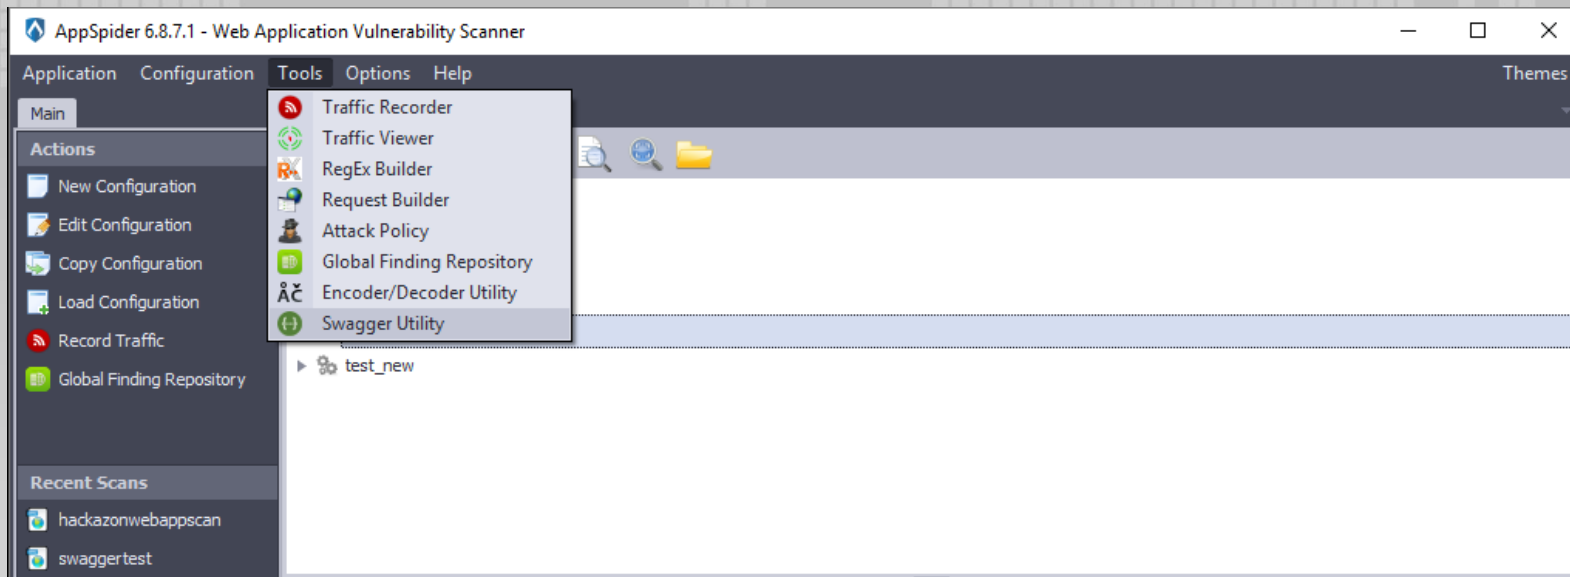 AppSpider 6.8.7.1 - Web Application Vulnerability Scanner
Application Configuration Tools Options Help Themes
Main
Actions
New Configuration
Edit Configuration
Copy Configuration
Load Configuration
Record Traffic
Global Finding Repository
Recent Scans
hackazonwebappscan
swaggertest
Traffic Recorder
Traffic Viewer
RegEx Builder
Request Builder
Attack Policy
Global Finding Repository
Encoder/Decoder Utility
Swagger Utility
test_new